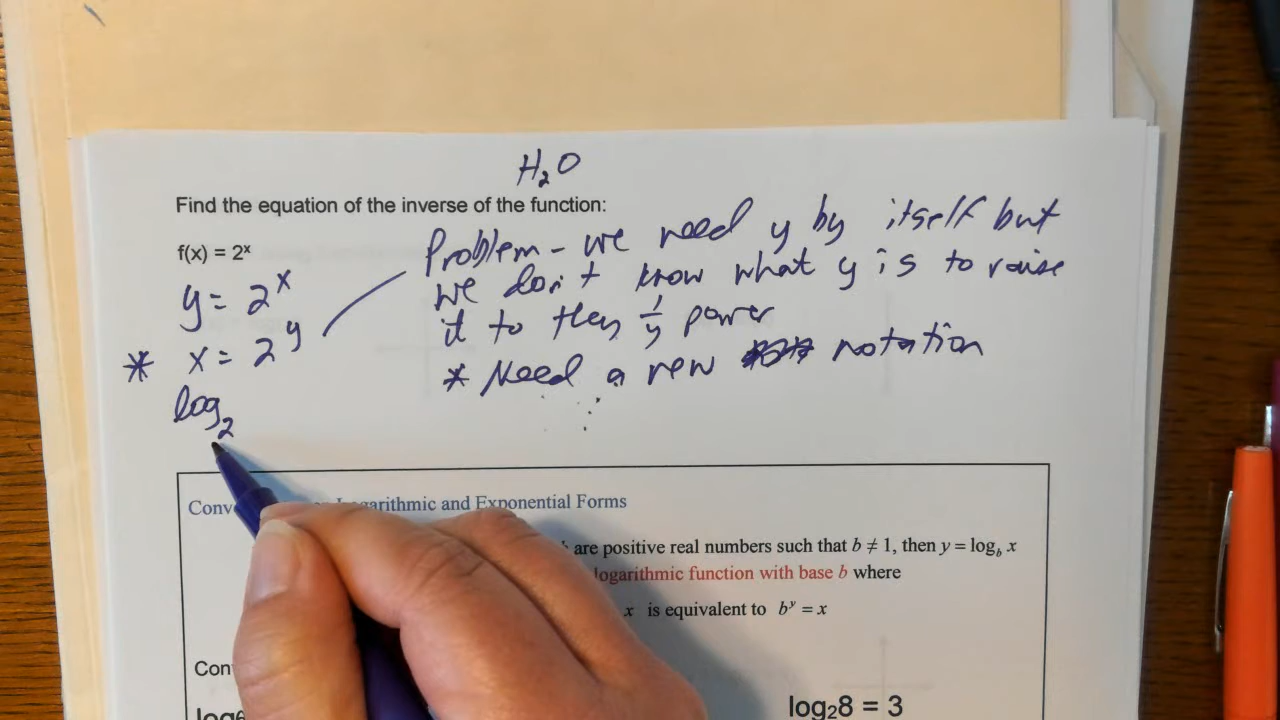 H₂O
Find the equation of the inverse of the function:
f(x) = 2ˣ
y = 2ˣ
* x = 2ʸ
log₂
Problem - we need y by itself but
we don't know what y is to raise
it to the 1/y power
* Need a new notation
Logarithmic and Exponential Forms
are positive real numbers such that b ≠ 1, then y = log_b x
logarithmic function with base b where
x is equivalent to bʸ = x
log₂8 = 3